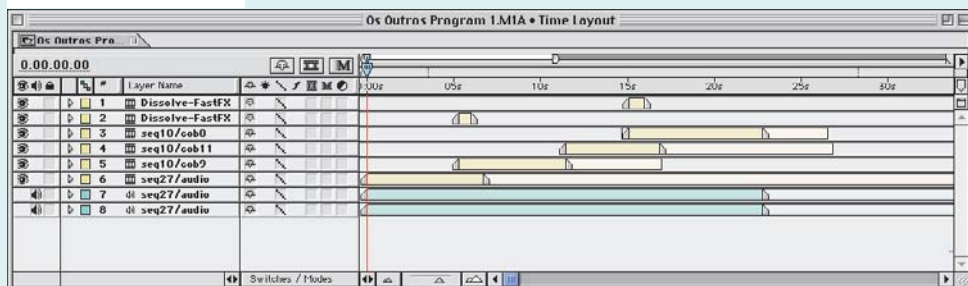 Os Outros Program 1.M1A • Time Layout
Os Outros Pro
0.00.00.00 M
# Layer Name :00s 05s 10s 15s 20s 25s 30s
1 Dissolve-FastFX
2 Dissolve-FastFX
3 seq10/cob8
4 seq10/cob11
5 seq10/cob9
6 seq27/audio
7 seq27/audio
8 seq27/audio
Switches / Modes